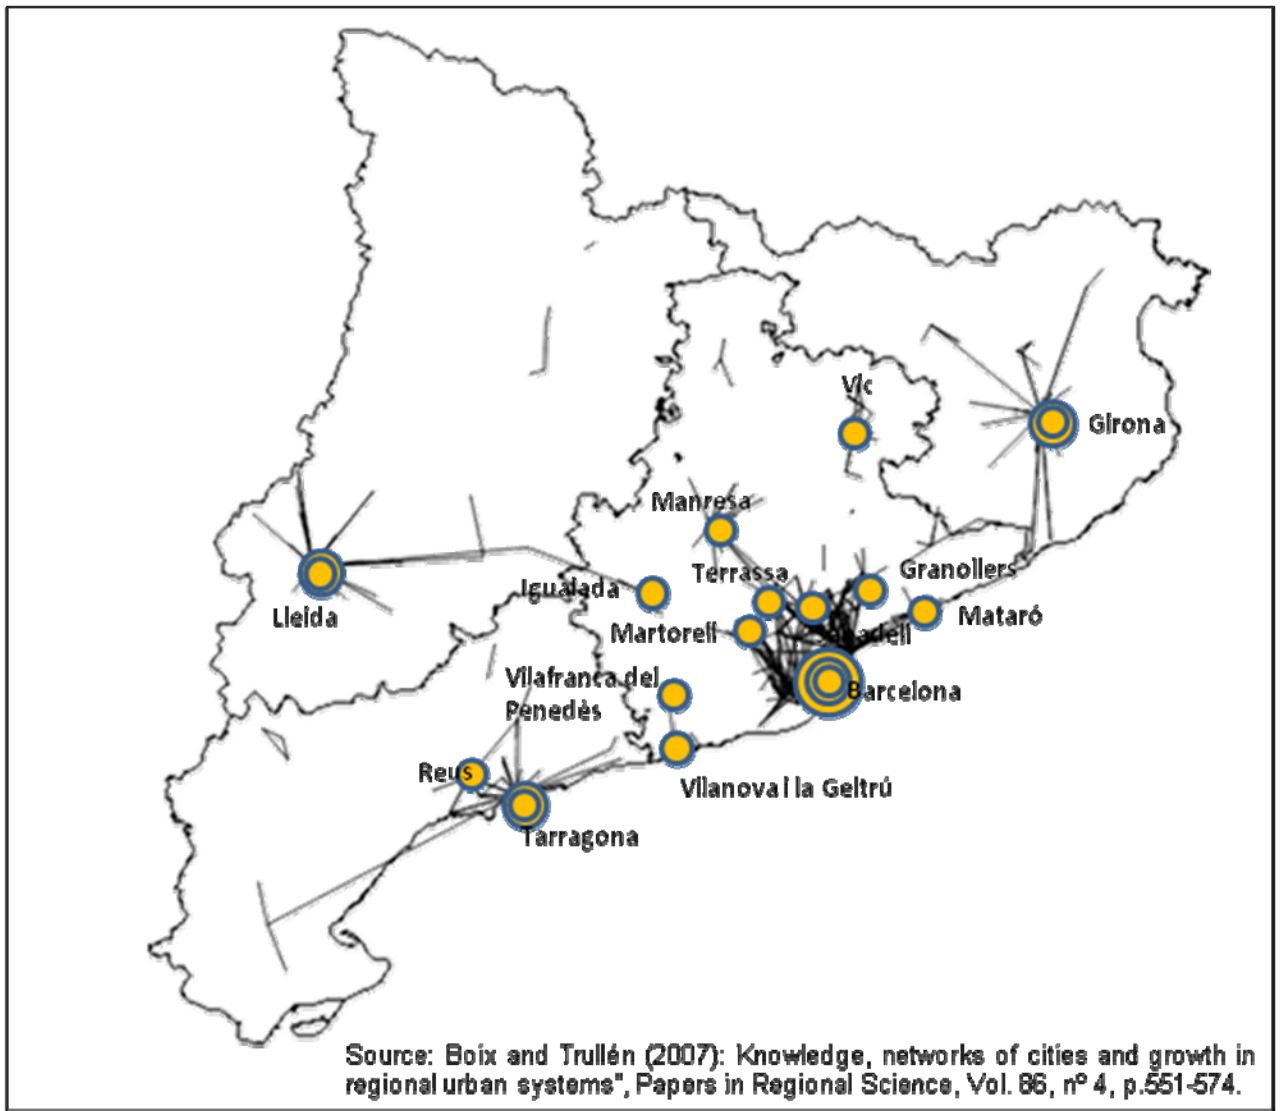 Vic
Girona
Manresa
Terrassa
Granollers
Igualada
Lleida
Mataró
Martorell
Sabadell
Vilafranca del
Penedès
Barcelona
Reus
Vilanova i la Geltrú
Tarragona
Source: Boix and Trullén (2007): Knowledge, networks of cities and growth in
regional urban systems", Papers in Regional Science, Vol. 86, nº 4, p.551-574.